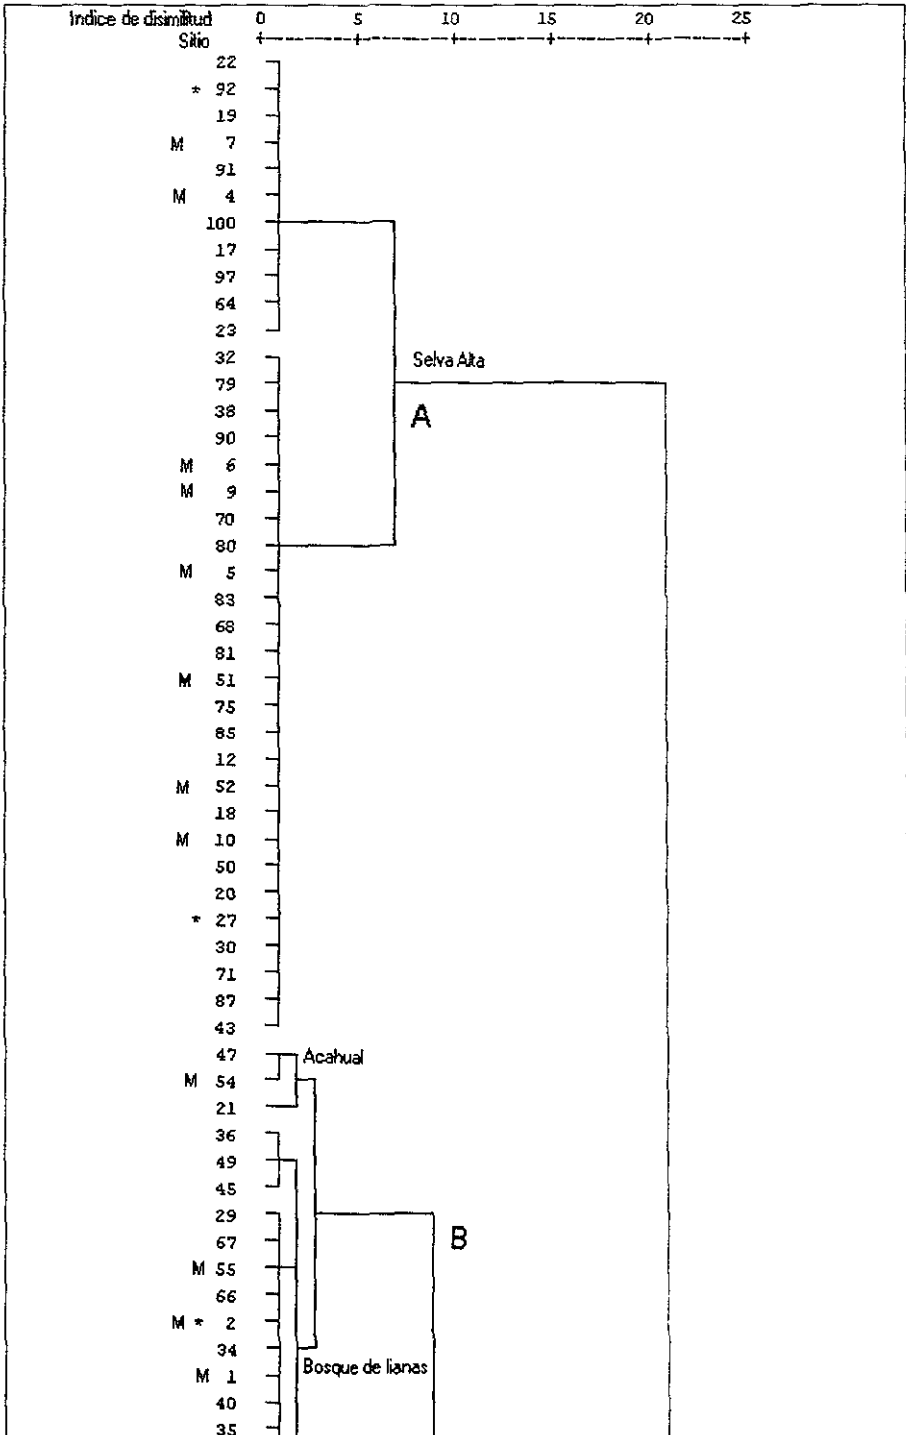 Indice de disimilitud 0 5 10 15 20 25
Sitio
22
* 92
19
M 7
91
M 4
100
17
97
64
23
32
Selva Alta
79
38
A
90
M 6
M 9
70
80
M 5
83
68
81
M 51
75
85
12
M 52
18
M 10
50
20
* 27
30
71
87
43
47 Acahual
M 54
21
36
49
45
29
B
67
M 55
66
M * 2
34
Bosque de lianas
M 1
40
35